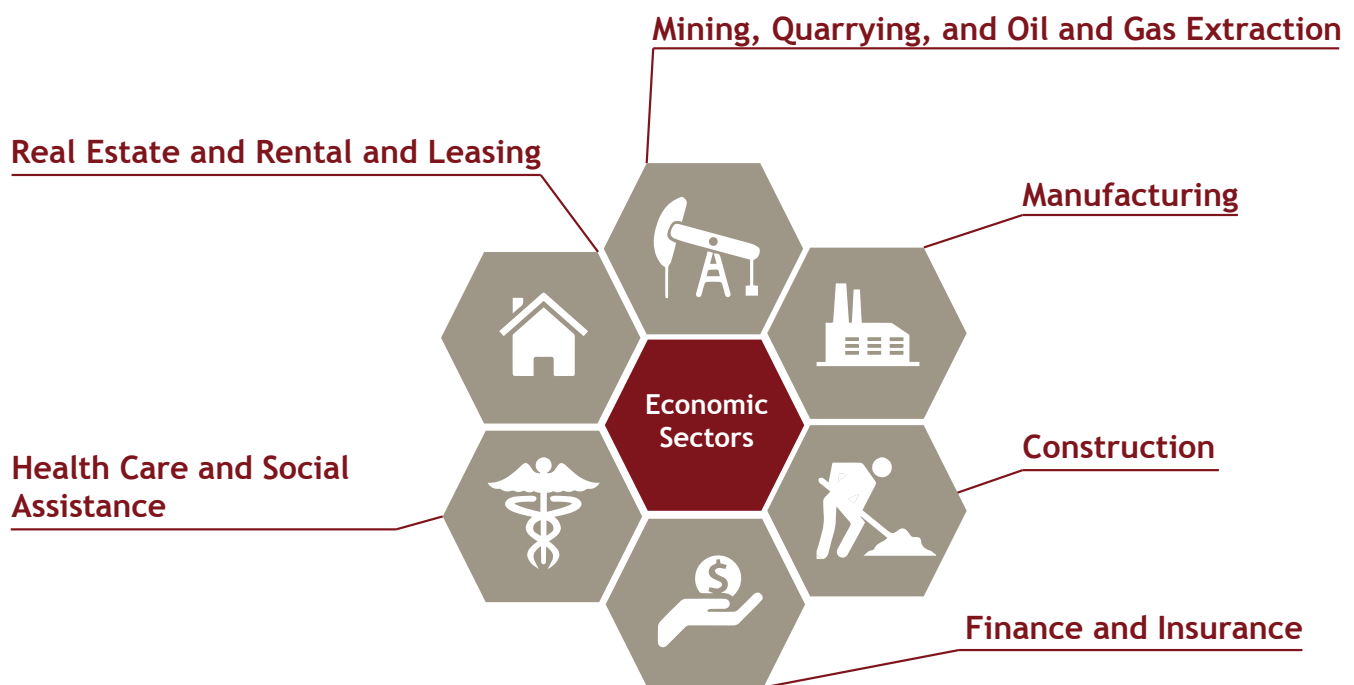 Mining, Quarrying, and Oil and Gas Extraction
Real Estate and Rental and Leasing
Manufacturing
Economic
Sectors
Construction
Health Care and Social
Assistance
$
Finance and Insurance